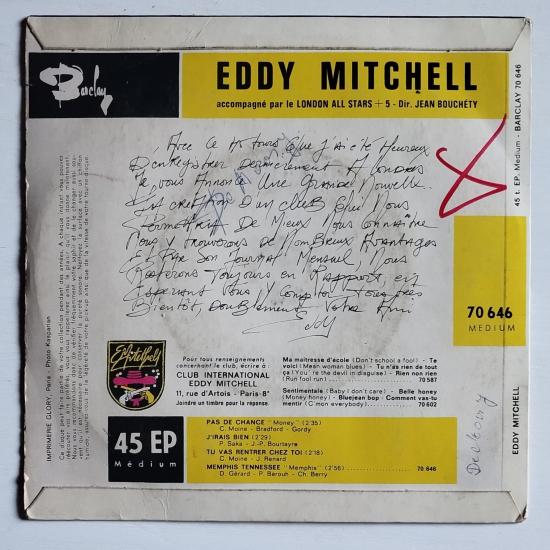 Barclay
EDDY MITCHELL
accompagné par le LONDON ALL STARS + 5 - Dir. JEAN BOUCHÉTY
45 t. EP. Médium - BARCLAY 70 646
Avec ce 45 tours que j'ai été heureux
D'enregistrer dernièrement à Londres
Je vous annonce une grande nouvelle.
La création d'un club qui nous
permettra de mieux nous connaître
Vous y trouverez de nombreux avantages
et par son journal mensuel, nous
resterons toujours en rapport, en
espérant vous y compter tous très
bientôt, doublement votre ami
Eddy
70 646
MEDIUM
EDDY MITCHELL
IMPRIMERIE GLORY, Paris - Photo Kasparian
Ed. Mitchell
Pour tous renseignements
concernant le club, écrire à :
CLUB INTERNATIONAL
EDDY MITCHELL
11, rue d'Artois - Paris-8e
Joindre un timbre pour la réponse.
Ma maîtresse d'école (Don't school a fool) - Te
voici (Mean woman blues) - Tu n'as rien de tout
ça (You're the devil in disguise) - Rien non rien
(Run fool run) 70 587
Sentimentale (Baby I don't care) - Belle honey
(Money honey) - Bluejean bop - Comment vas-tu
mentir (C'mon everybody) 70 602
45 EP
Médium
PAS DE CHANCE "Money" (2'35)
C. Moine - Bradford - Gordy
J'IRAIS BIEN (2'29)
P. Saka - J.-P. Bourtayre
TU VAS RENTRER CHEZ TOI (2'18)
C. Moine - J. Renard
MEMPHIS TENNESSEE "Memphis" (2'56) 70 646
D. Gérard - P. Bérouh - Ch. Berry